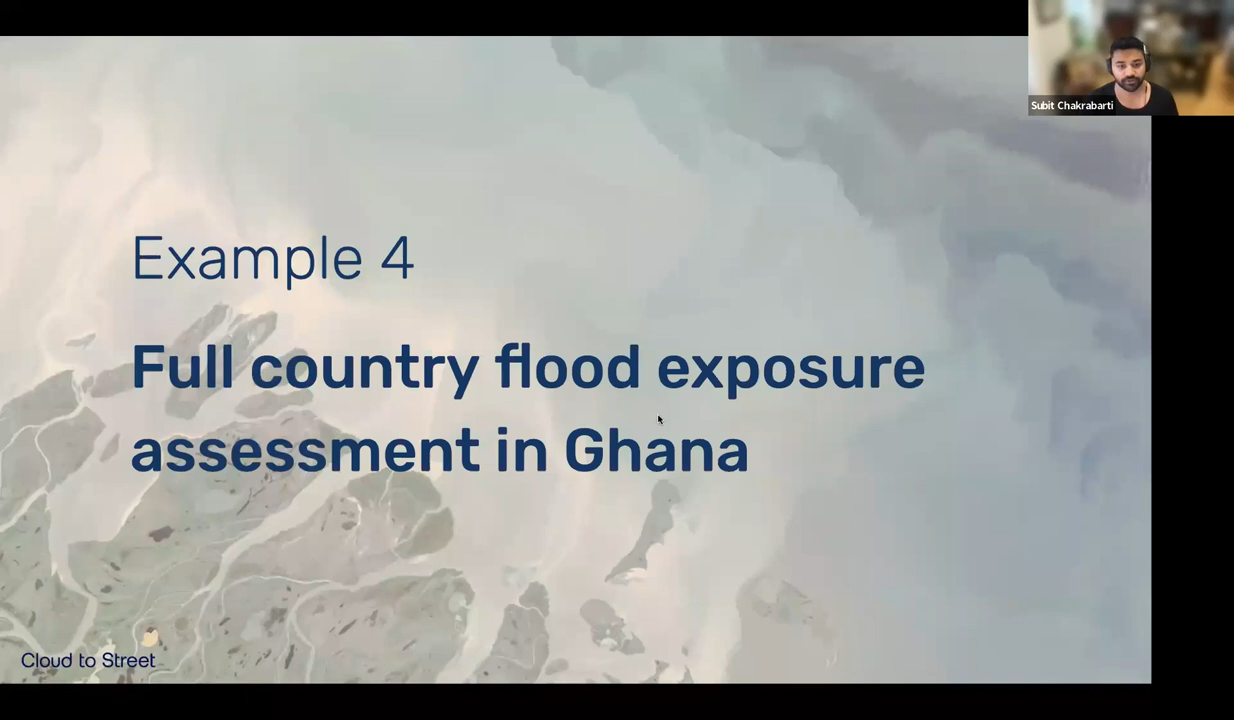 Subit Chakrabarti
Example 4
Full country flood exposure
assessment in Ghana
Cloud to Street